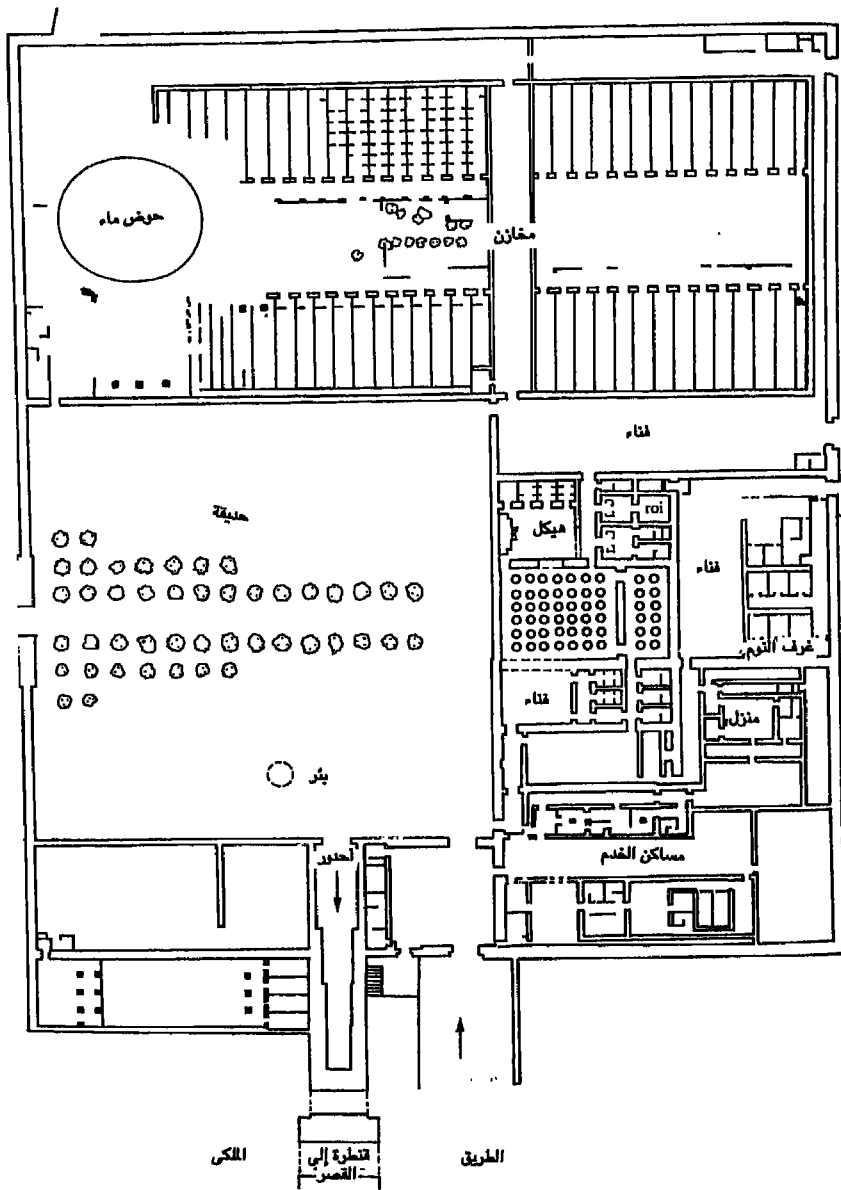 حوض ماء
مخازن
فناء
حديقة
هيكل
roi
فناء
غرف النوم
فناء
منزل
بئر
أحدور
مساكن الخدم
الملكى
قنطرة إلى
القصر
الطريق